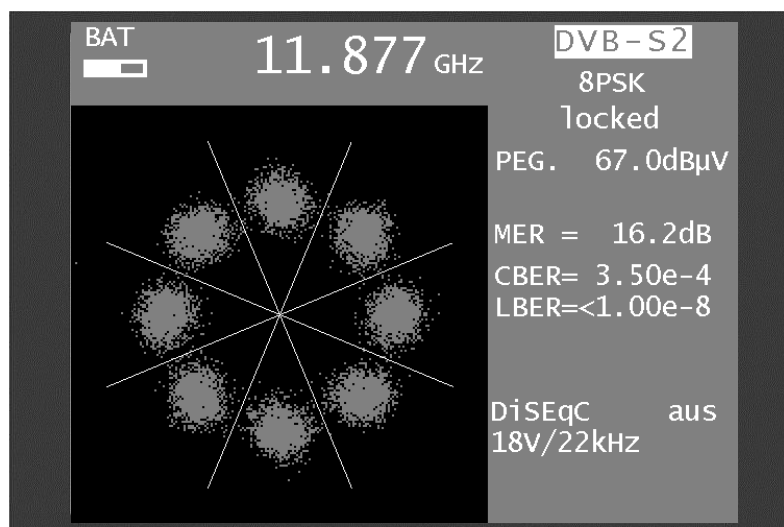 BAT
11.877 GHz
DVB-S2
8PSK
locked
PEG. 67.0dBµV
MER = 16.2dB
CBER= 3.50e-4
LBER=<1.00e-8
DiSEqC aus
18V/22kHz